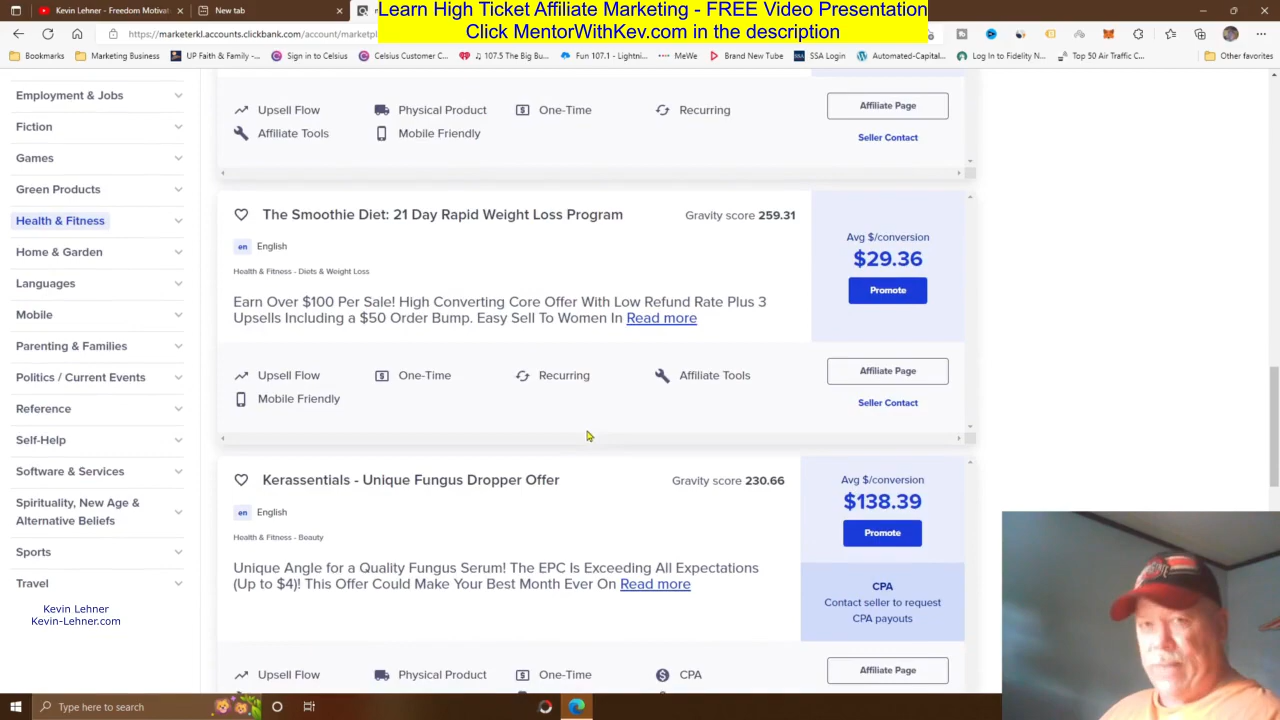 Learn High Ticket Affiliate Marketing - FREE Video Presentation
Click MentorWithKev.com in the description
Freedom Motivati
New tab
https://marketerkl.accounts.clickbank.com/account/marketpl
Bookmarks
Marketing Business
UP Faith & Family...
Sign in to Celsius
Celsius Customer C...
107.5 The Big Bu...
Fun 107.1 - Lightni...
MeWe
Brand New Tube
SSA Login
Automated-Capital...
Log In to Fidelity N...
Top 50 Air Traffic C...
Other favorites
Employment & Jobs
Fiction
Games
Green Products
Health & Fitness
Home & Garden
Languages
Mobile
Parenting & Families
Politics / Current Events
Reference
Self-Help
Software & Services
Spirituality, New Age &
Alternative Beliefs
Sports
Travel
Kevin Lehner
Kevin-Lehner.com
Upsell Flow
Physical Product
One-Time
Recurring
Affiliate Tools
Mobile Friendly
Affiliate Page
Seller Contact
The Smoothie Diet: 21 Day Rapid Weight Loss Program
Gravity score 259.31
en English
Health & Fitness - Diets & Weight Loss
Earn Over $100 Per Sale! High Converting Core Offer With Low Refund Rate Plus 3
Upsells Including a $50 Order Bump. Easy Sell To Women In Read more
Avg $/conversion
$29.36
Promote
Upsell Flow
One-Time
Recurring
Affiliate Tools
Mobile Friendly
Affiliate Page
Seller Contact
Kerassentials - Unique Fungus Dropper Offer
Gravity score 230.66
en English
Health & Fitness - Beauty
Unique Angle for a Quality Fungus Serum! The EPC Is Exceeding All Expectations
(Up to $4)! This Offer Could Make Your Best Month Ever On Read more
Avg $/conversion
$138.39
Promote
CPA
Contact seller to request
CPA payouts
Upsell Flow
Physical Product
One-Time
CPA
Affiliate Page
Type here to search